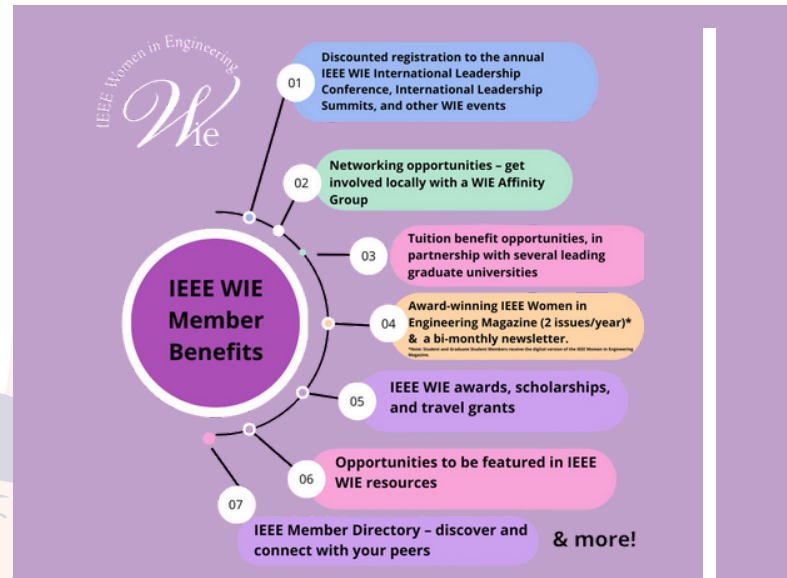 IEEE Women in Engineering
Wie
01
Discounted registration to the annual
IEEE WIE International Leadership
Conference, International Leadership
Summits, and other WIE events
02
Networking opportunities – get
involved locally with a WIE Affinity
Group
03
Tuition benefit opportunities, in
partnership with several leading
graduate universities
IEEE WIE
Member
Benefits
04
Award-winning IEEE Women in
Engineering Magazine (2 issues/year)*
& a bi-monthly newsletter.
*Note: Student and Graduate Student Members receive the digital version of the IEEE Women in Engineering
Magazine.
05
IEEE WIE awards, scholarships,
and travel grants
06
Opportunities to be featured in IEEE
WIE resources
07
IEEE Member Directory – discover and
connect with your peers
& more!